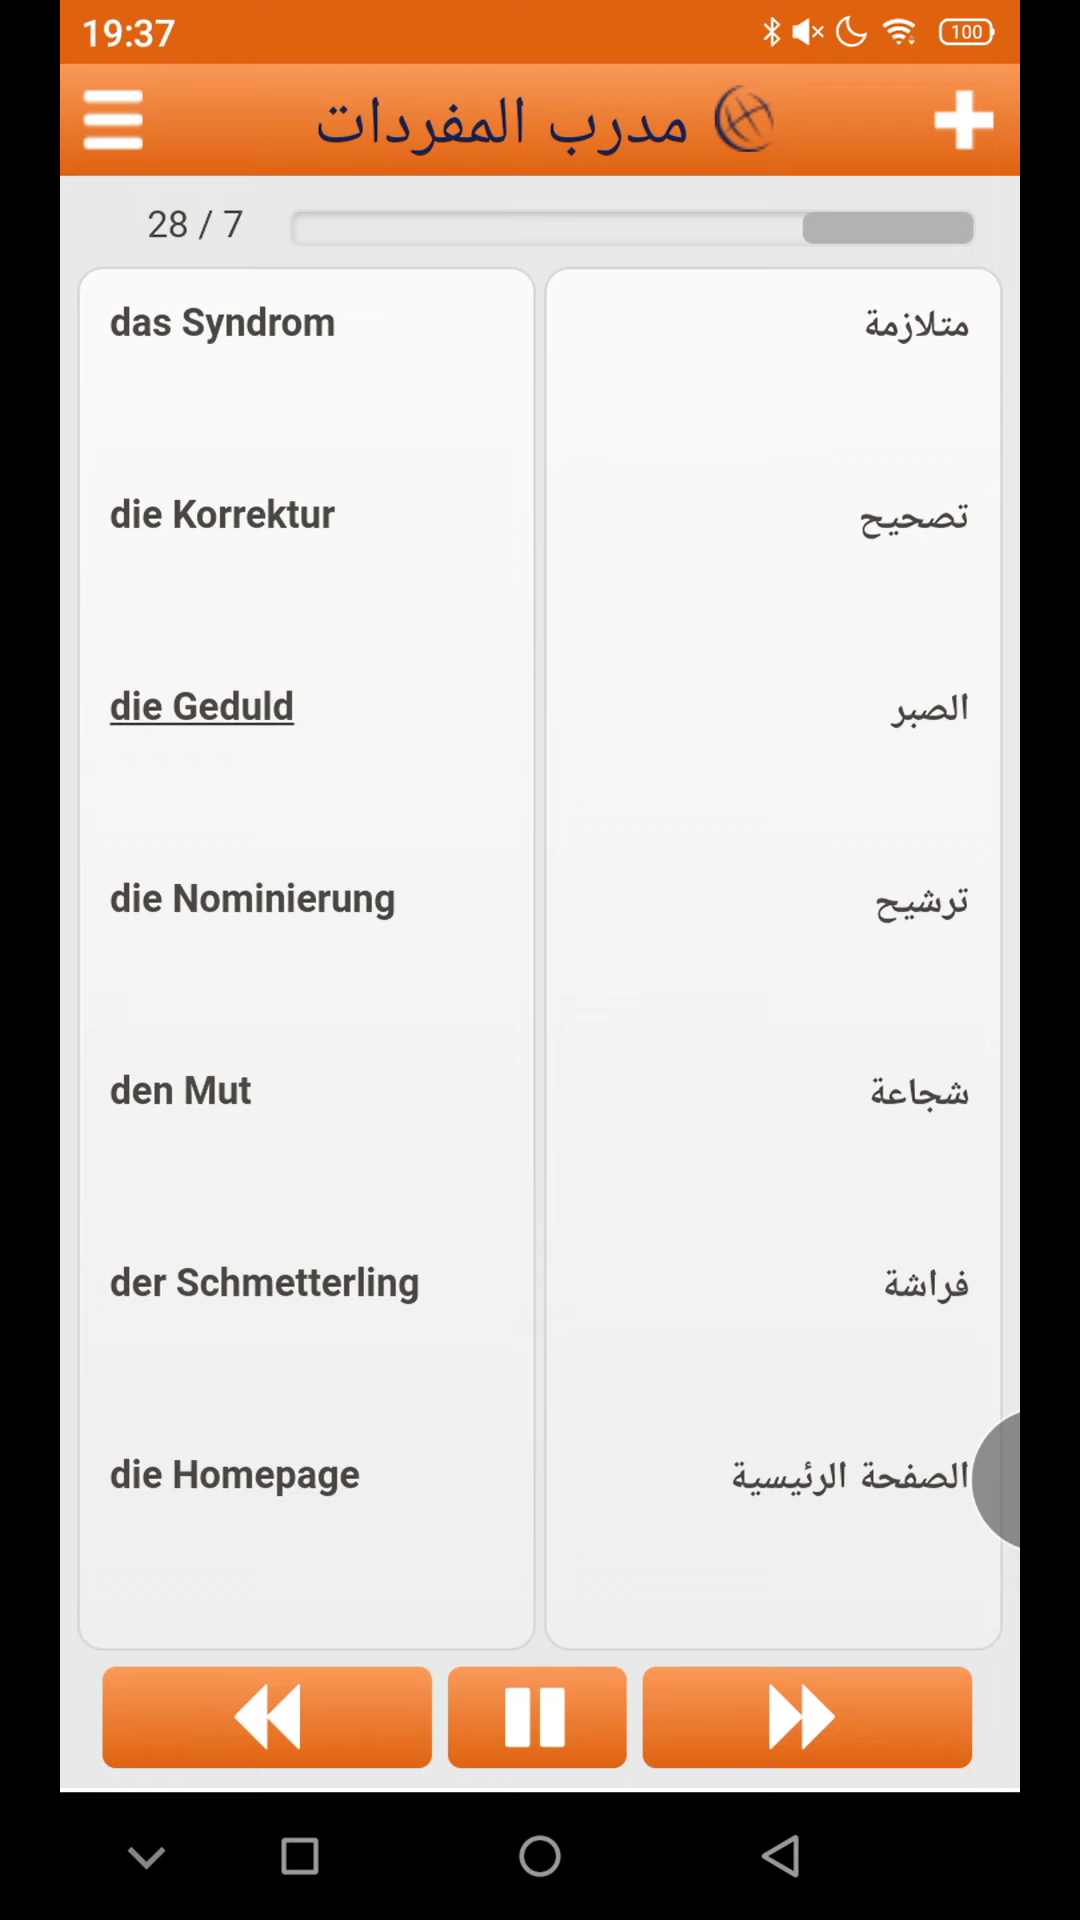 19:37
100
مدرب المفردات
28 / 7
das Syndrom
متلازمة
die Korrektur
تصحيح
die Geduld
الصبر
die Nominierung
ترشيح
den Mut
شجاعة
der Schmetterling
فراشة
die Homepage
الصفحة الرئيسية